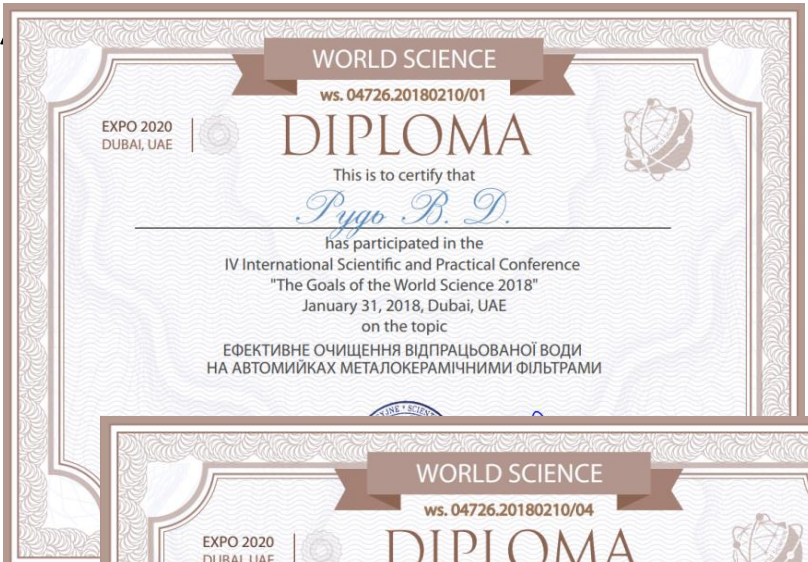 WORLD SCIENCE
ws. 04726.20180210/01
EXPO 2020
DUBAI, UAE
DIPLOMA
This is to certify that
Рудь В. Д.
has participated in the
IV International Scientific and Practical Conference
"The Goals of the World Science 2018"
January 31, 2018, Dubai, UAE
on the topic
ЕФЕКТИВНЕ ОЧИЩЕННЯ ВІДПРАЦЬОВАНОЇ ВОДИ
НА АВТОМИЙКАХ МЕТАЛОКЕРАМІЧНИМИ ФІЛЬТРАМИ
WORLD SCIENCE
ws. 04726.20180210/04
EXPO 2020
DUBAI, UAE
DIPLOMA